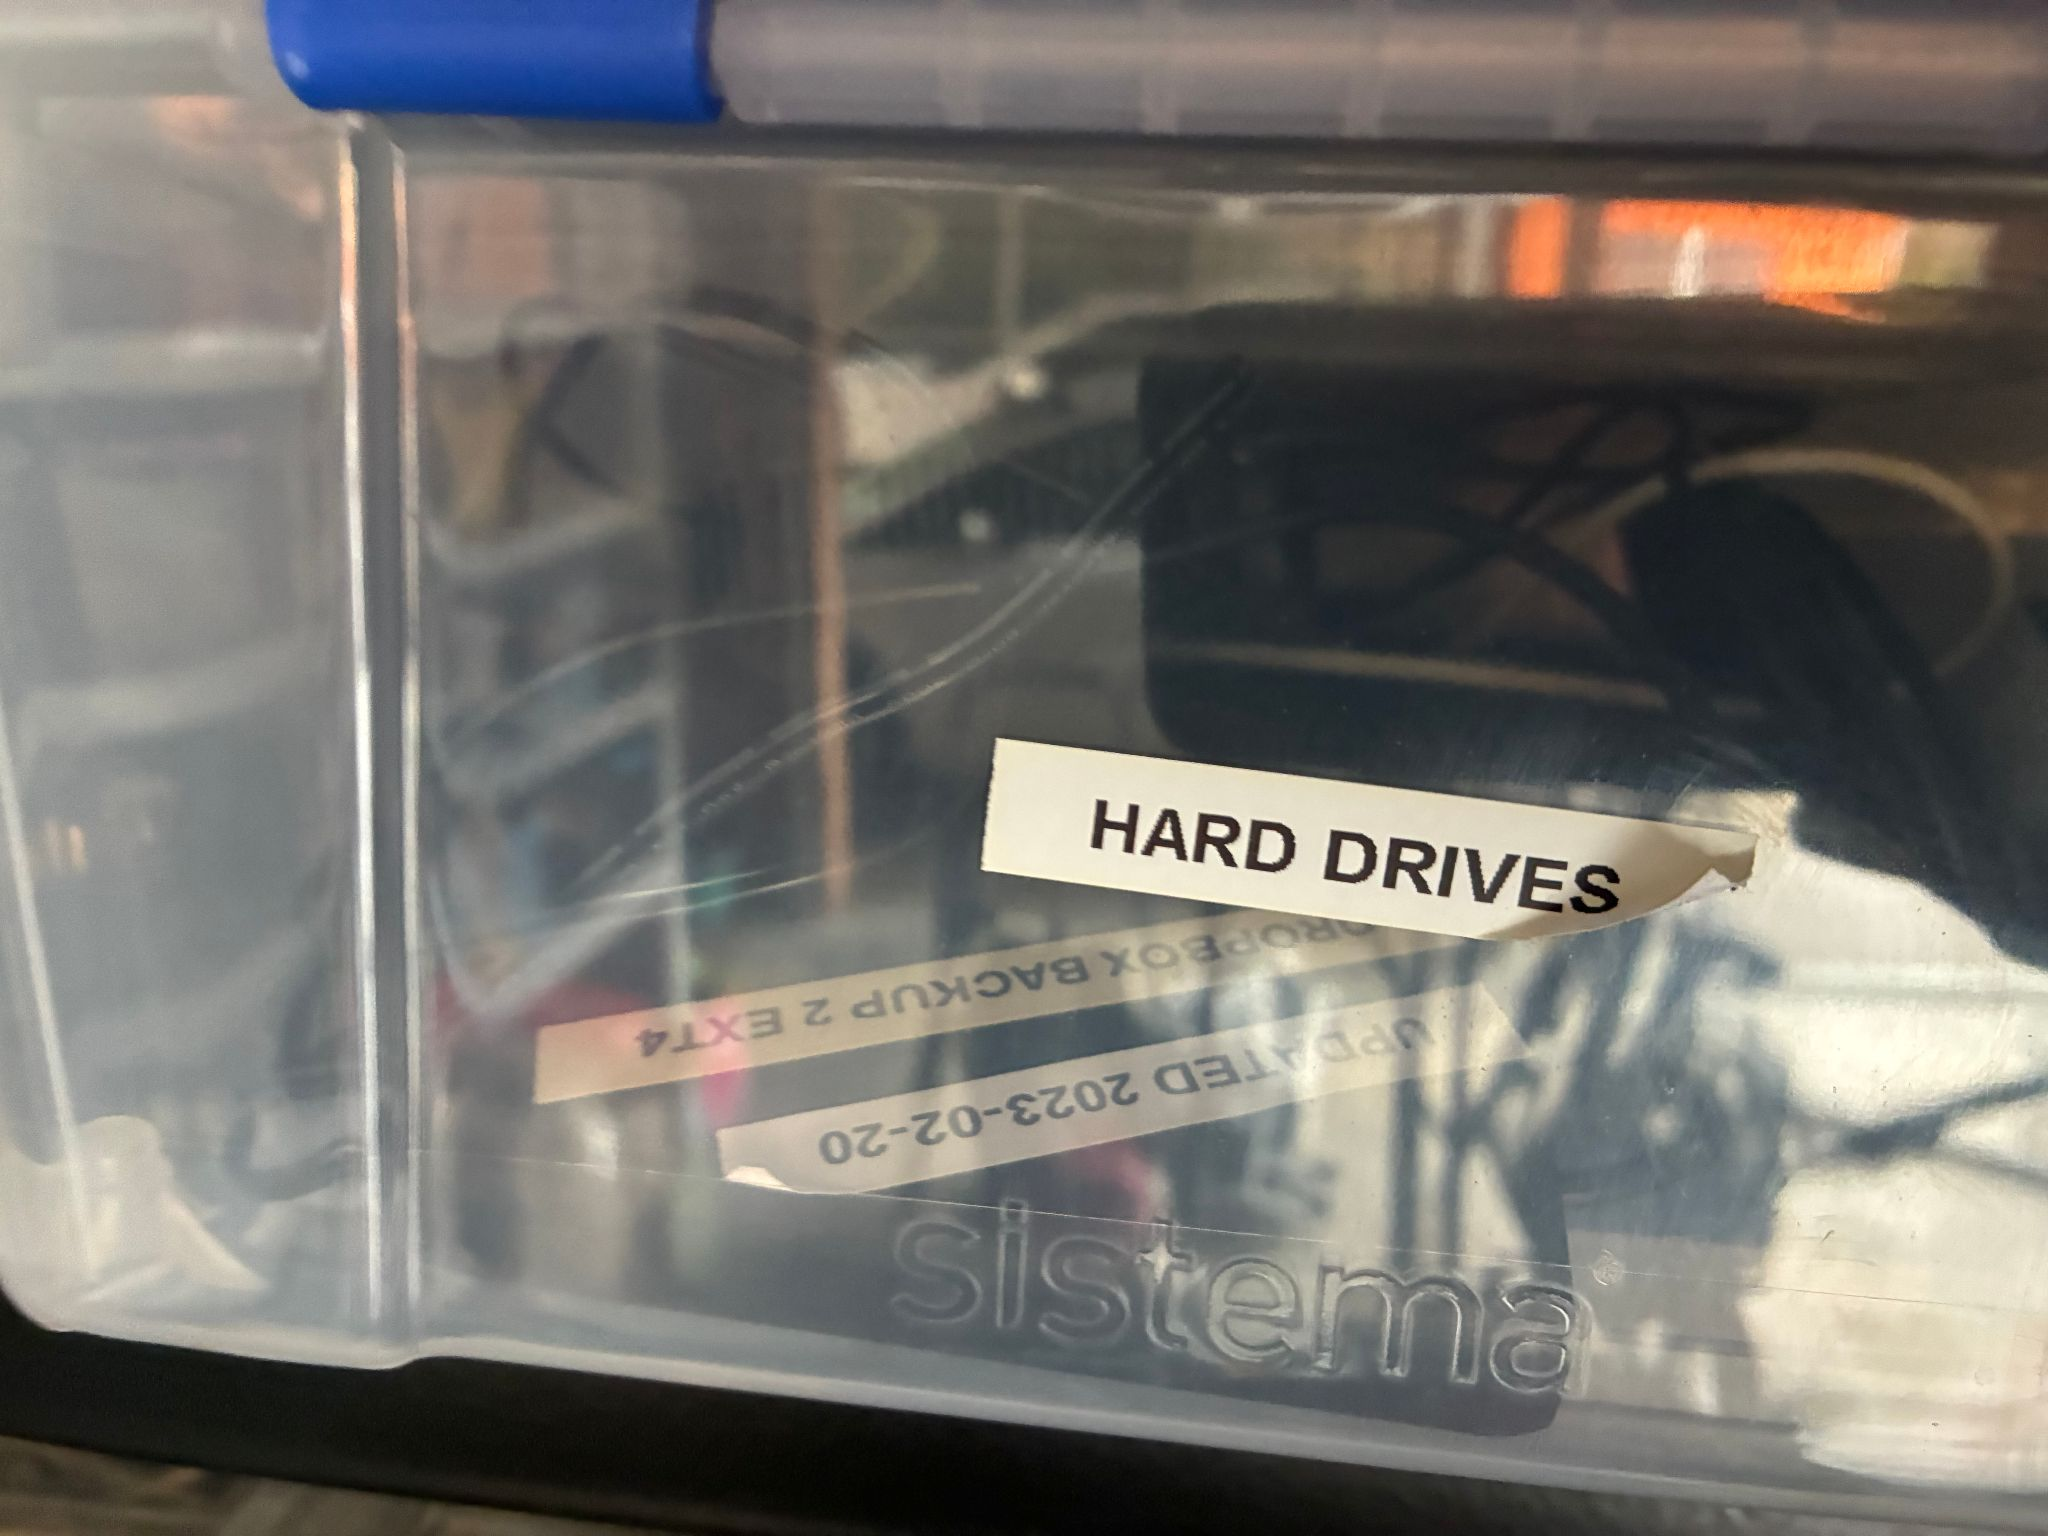 HARD DRIVES
DROPBOX BACKUP 2 EXT4
UPDATED 2023-02-20
sistema